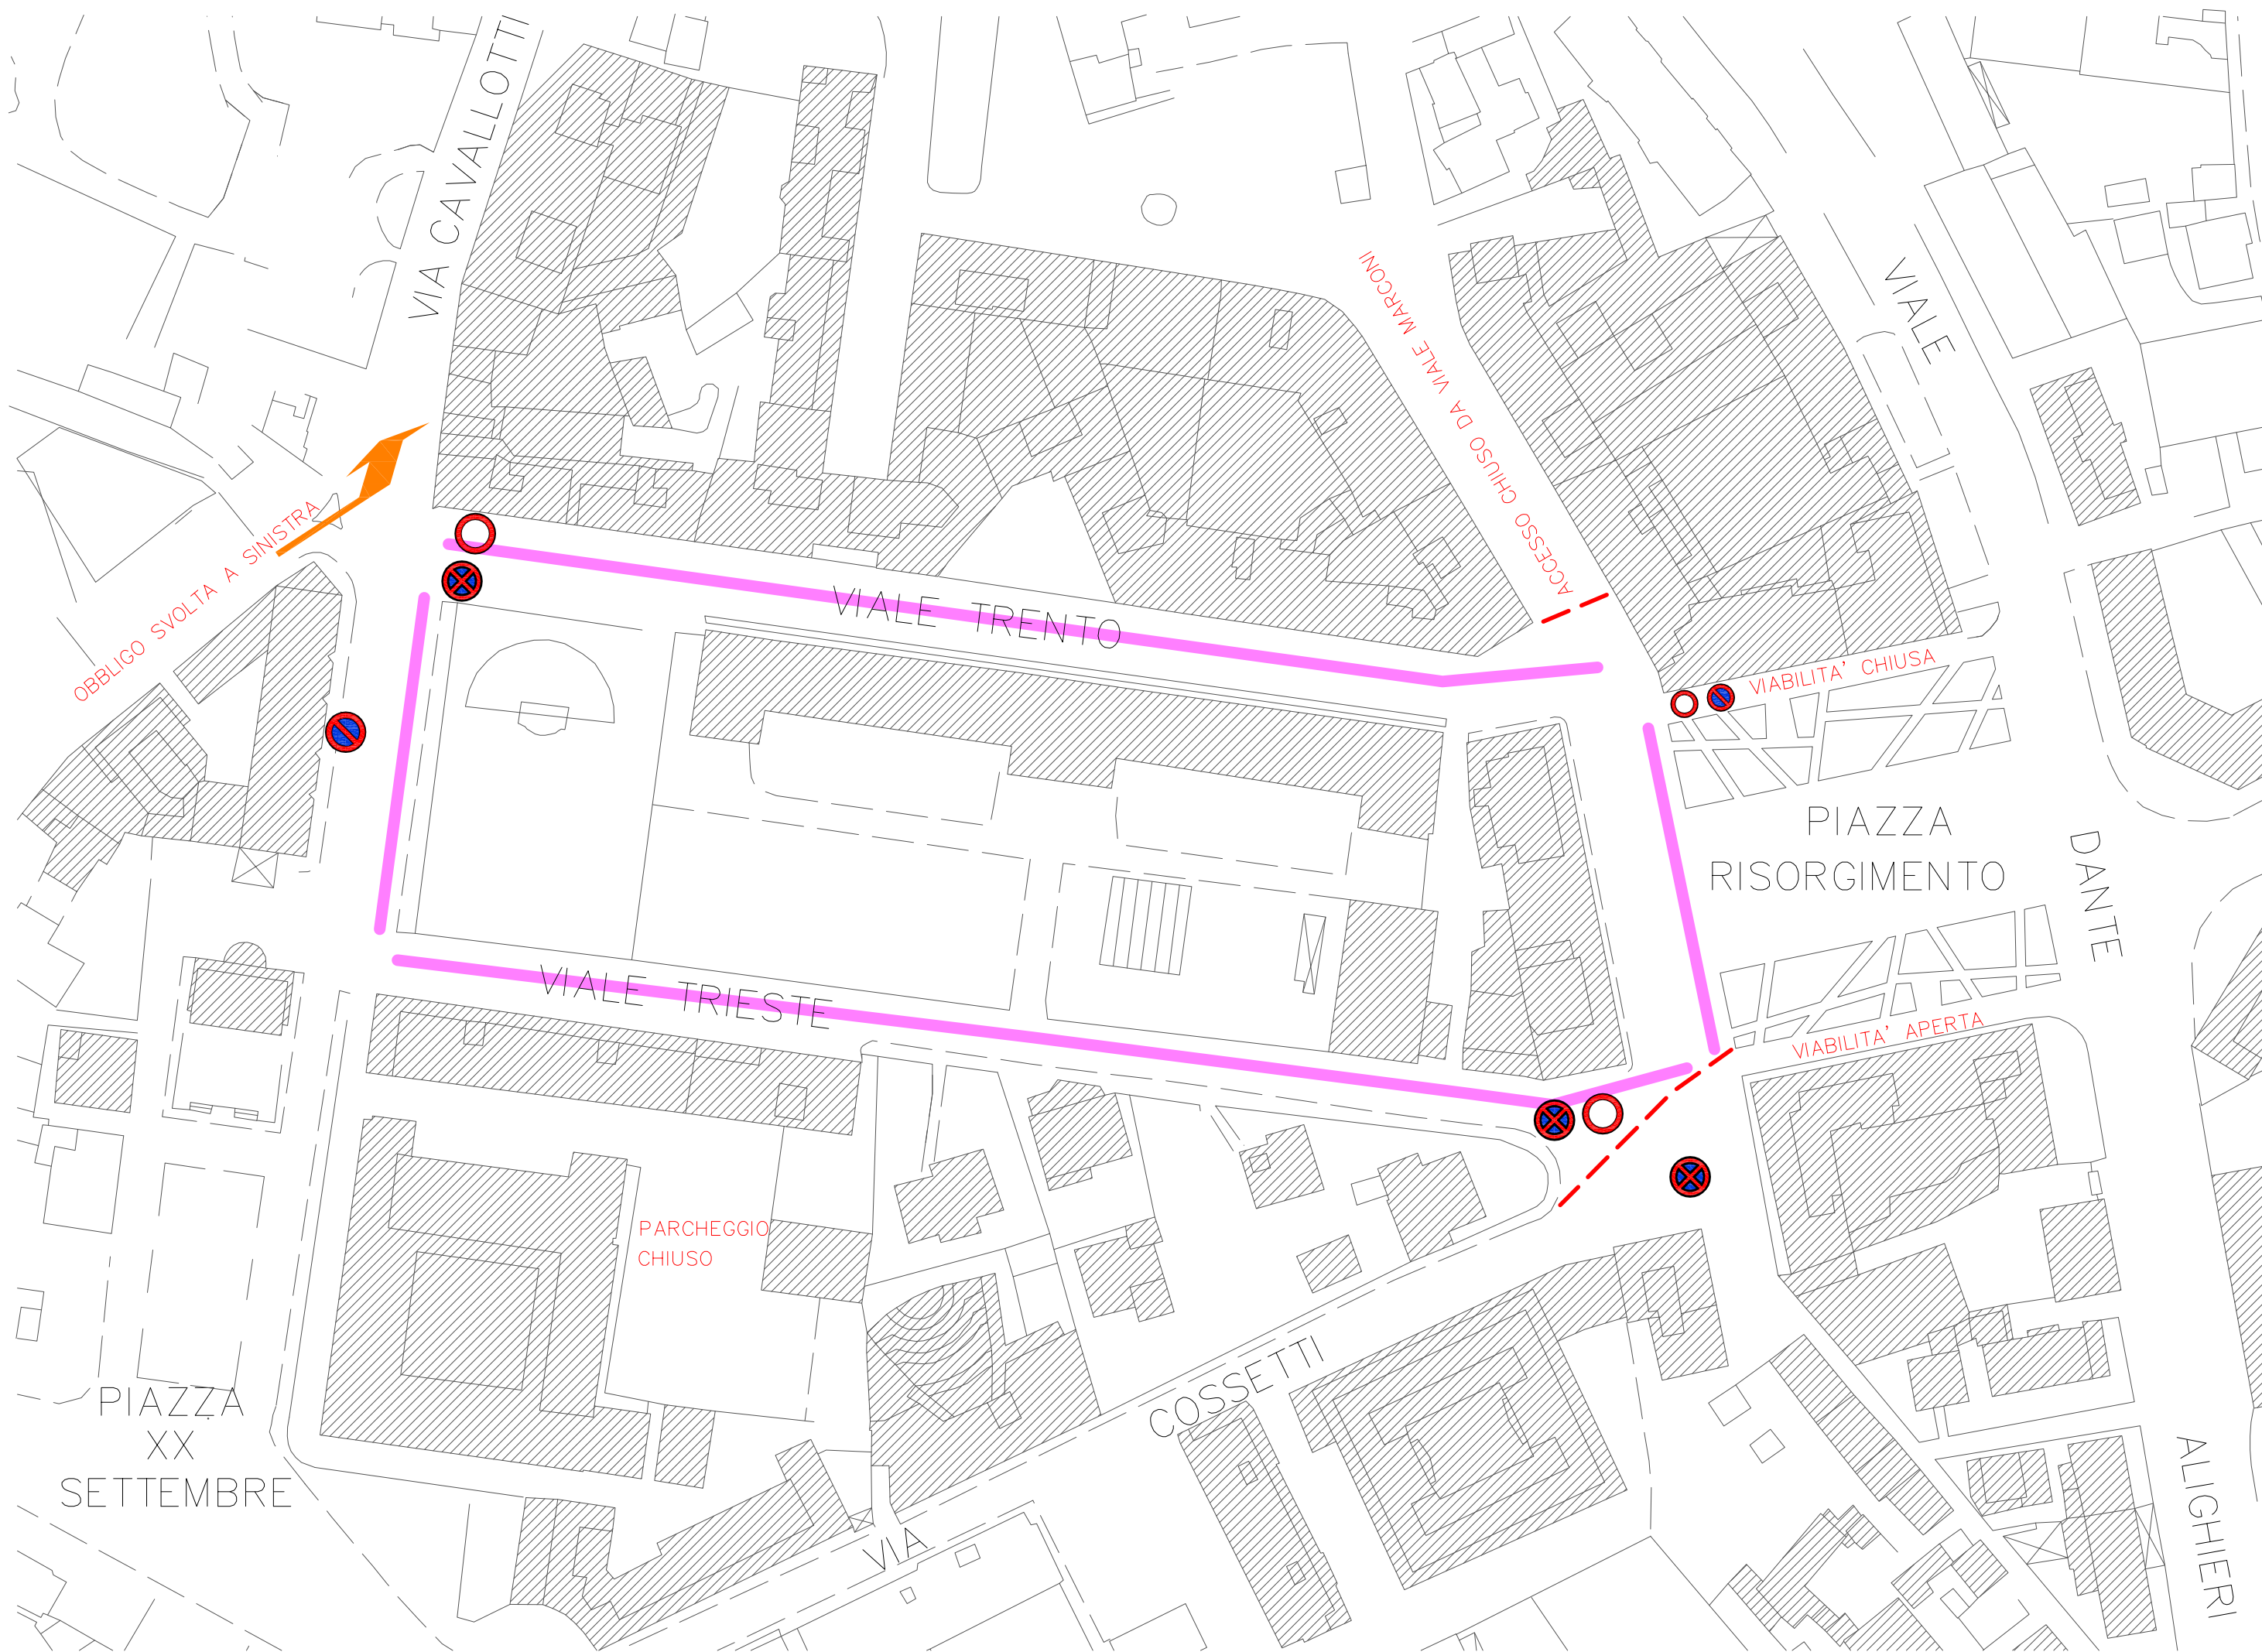 VIA CAVALLOTTI
ACCESSO CHIUSO DA VIALE MARCONI
VIALE
OBBLIGO SVOLTA A SINISTRA
VIALE TRENTO
VIABILITA' CHIUSA
PIAZZA
RISORGIMENTO
DANTE
VIALE TRIESTE
VIABILITA' APERTA
PARCHEGGIO
CHIUSO
PIAZZA
XX
SETTEMBRE
VIA
COSSETTI
ALIGHIERI